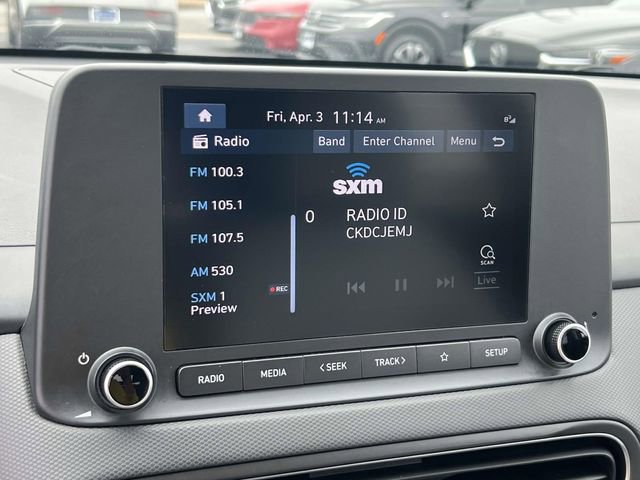 Fri, Apr. 3 11:14 AM
Radio Band Enter Channel Menu
FM 100.3
FM 105.1
FM 107.5
AM 530
SXM 1
Preview
REC
sxm
0 RADIO ID
CKDCJEMJ
SCAN
Live
RADIO MEDIA < SEEK TRACK > SETUP